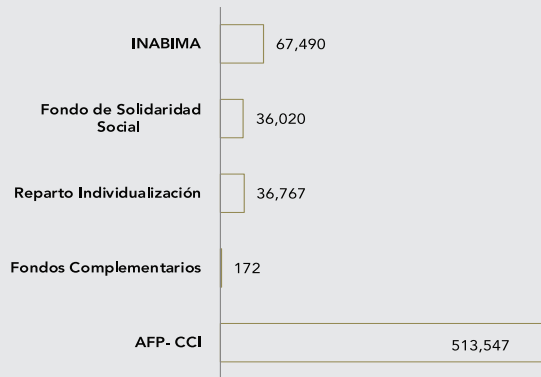 INABIMA
67,490
Fondo de Solidaridad
Social
36,020
Reparto Individualización
36,767
Fondos Complementarios
172
AFP- CCI
513,547